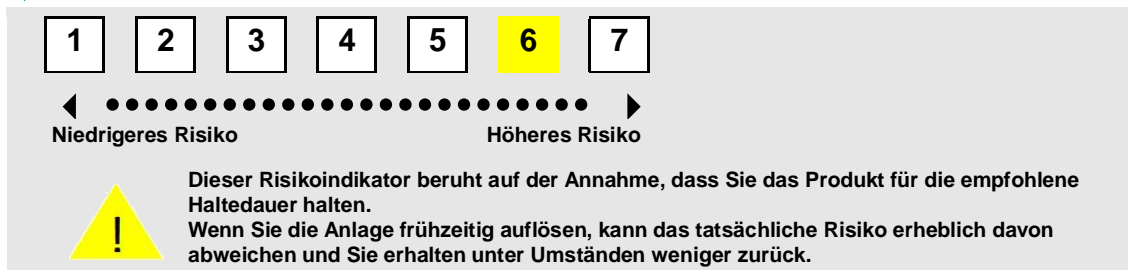 1 2 3 4 5 6 7
Niedrigeres Risiko Höheres Risiko
Dieser Risikoindikator beruht auf der Annahme, dass Sie das Produkt für die empfohlene
Haltedauer halten.
Wenn Sie die Anlage frühzeitig auflösen, kann das tatsächliche Risiko erheblich davon
abweichen und Sie erhalten unter Umständen weniger zurück.
!